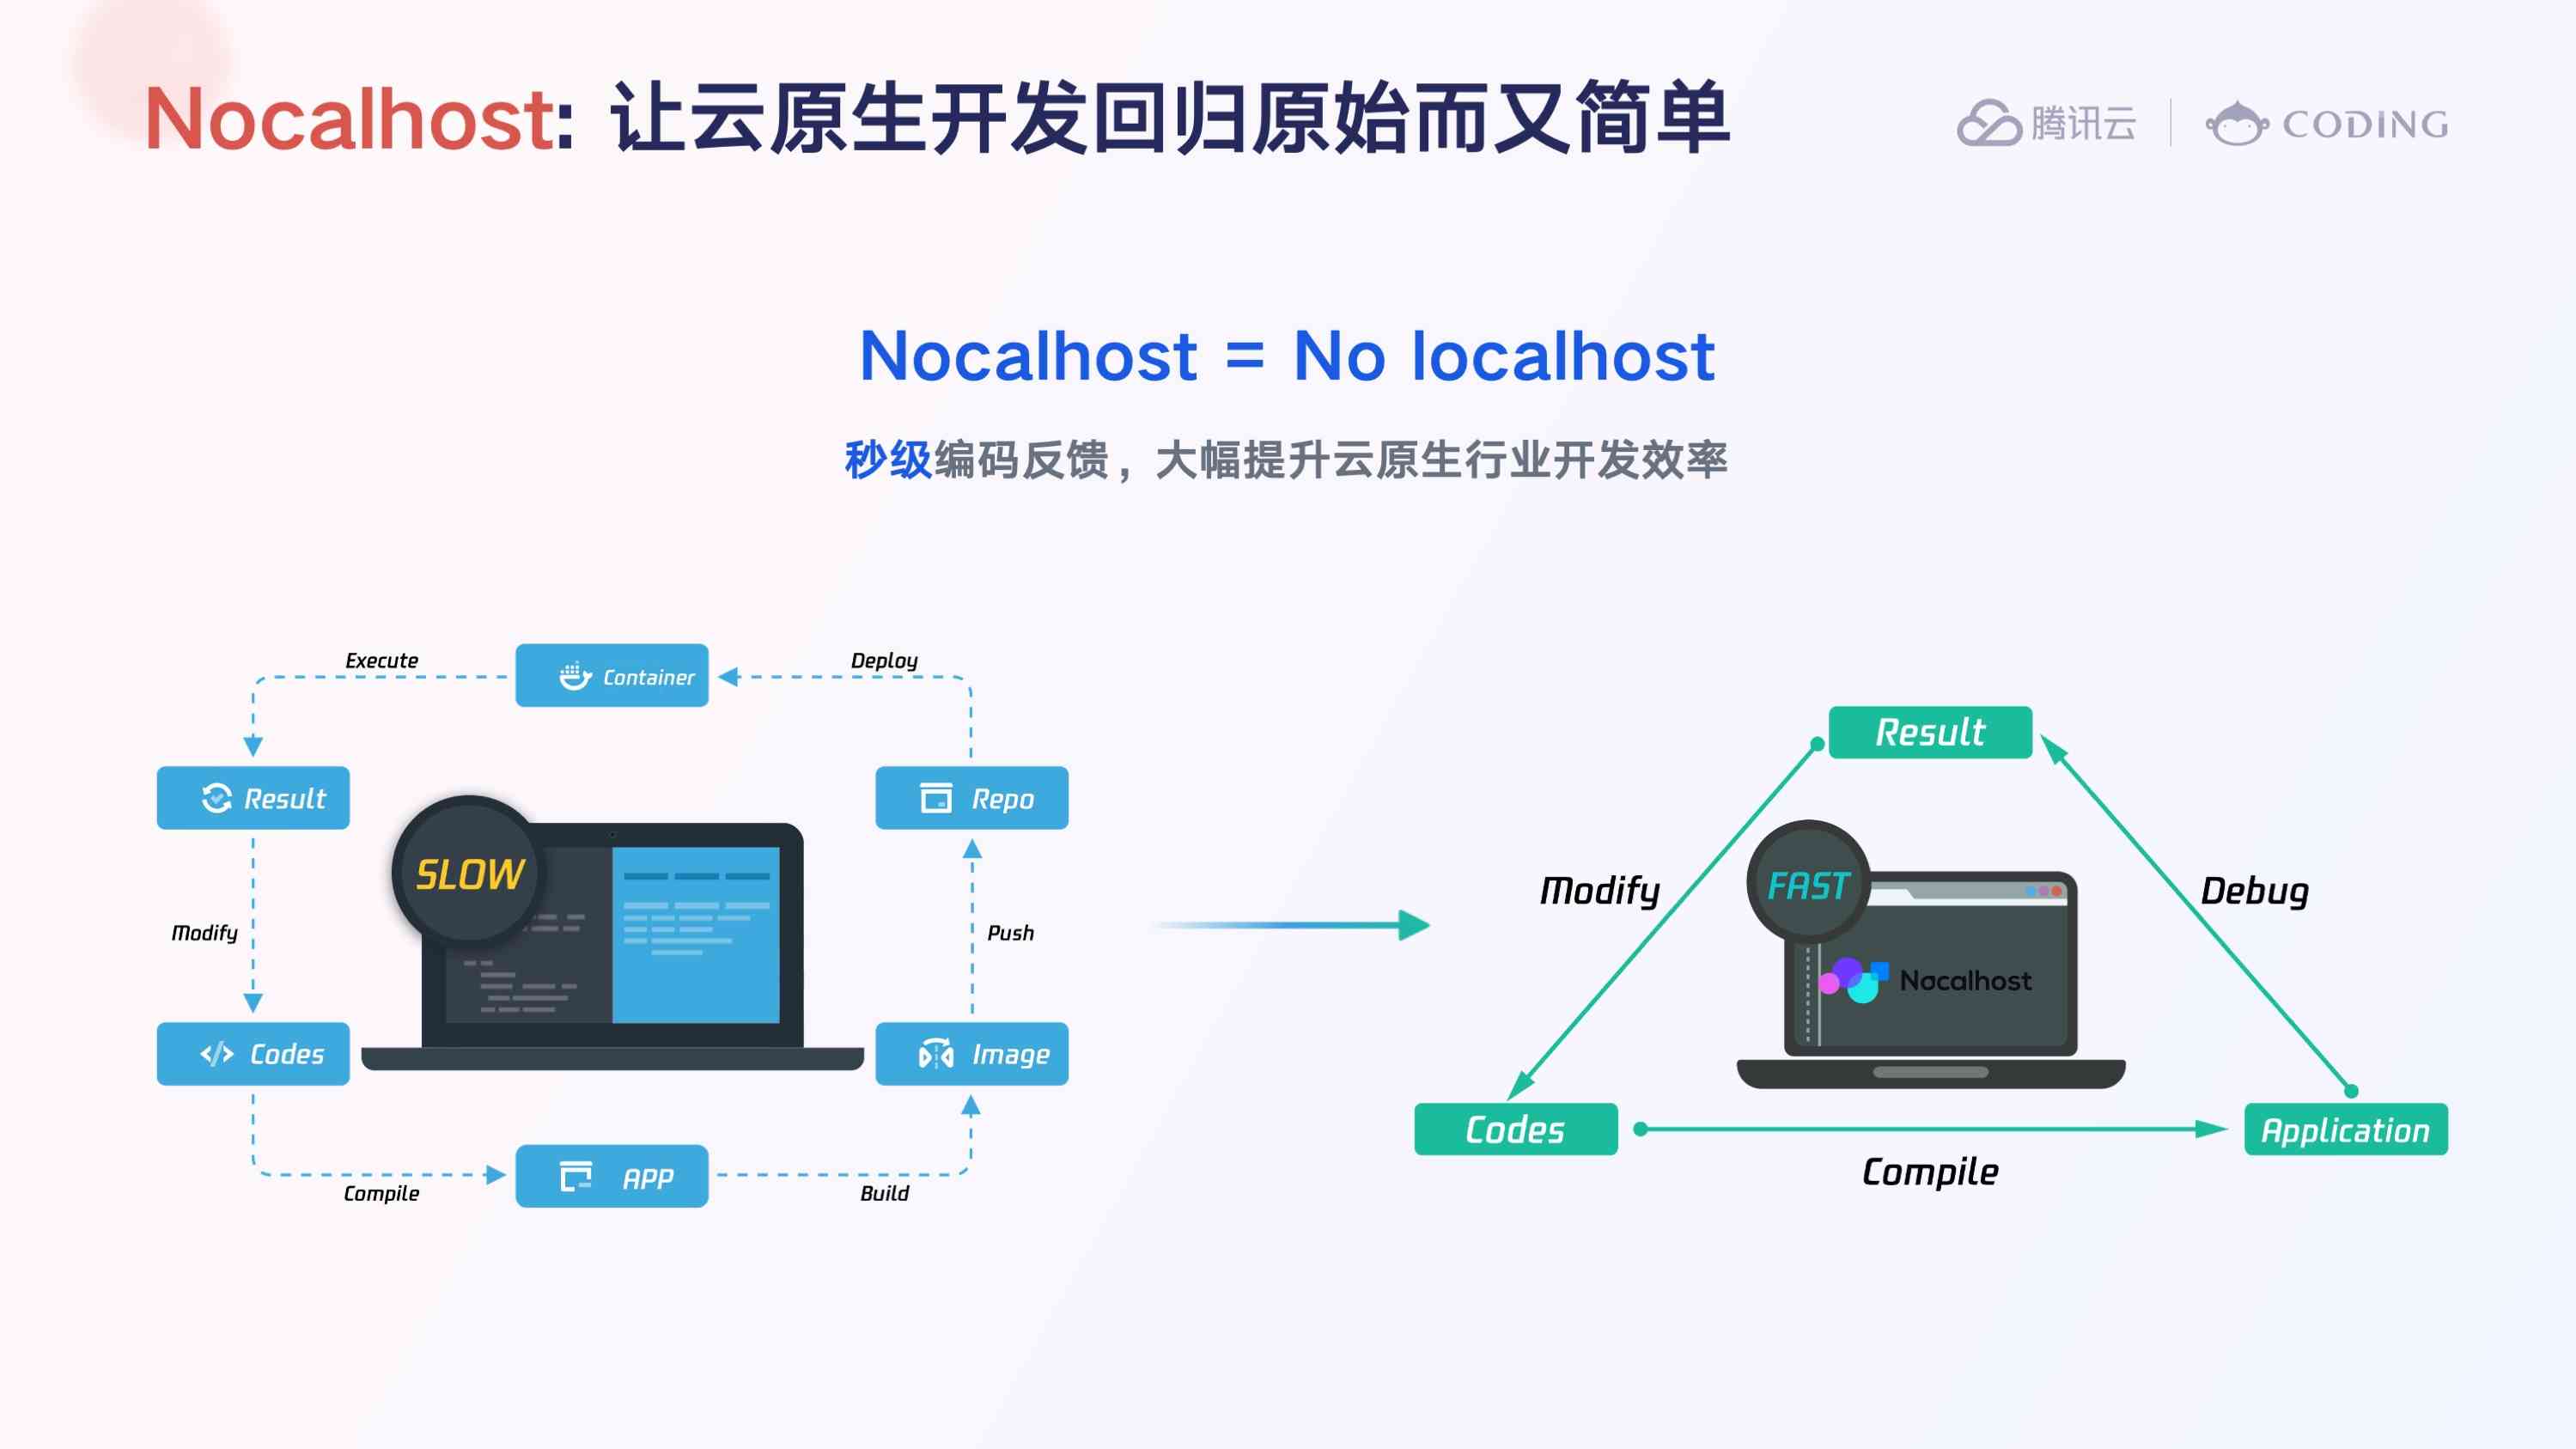 Nocalhost: 让云原生开发回归原始而又简单
腾讯云
CODING
Nocalhost = No localhost
秒级编码反馈，大幅提升云原生行业开发效率
Execute
Container
Deploy
Result
Repo
SLOW
Modify
Push
Codes
Image
Compile
APP
Build
Result
Modify
FAST
Debug
Nocalhost
Codes
Application
Compile